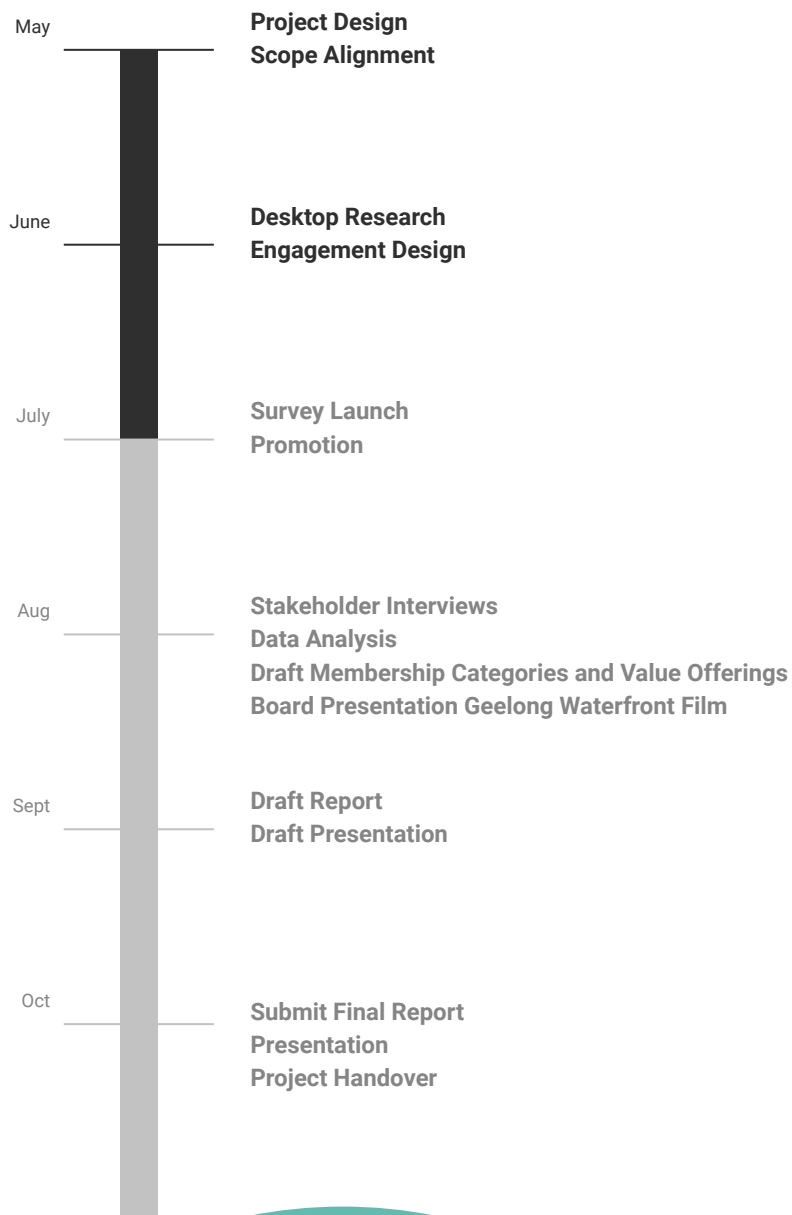 May
Project Design
Scope Alignment
June
Desktop Research
Engagement Design
July
Survey Launch
Promotion
Aug
Stakeholder Interviews
Data Analysis
Draft Membership Categories and Value Offerings
Board Presentation Geelong Waterfront Film
Sept
Draft Report
Draft Presentation
Oct
Submit Final Report
Presentation
Project Handover